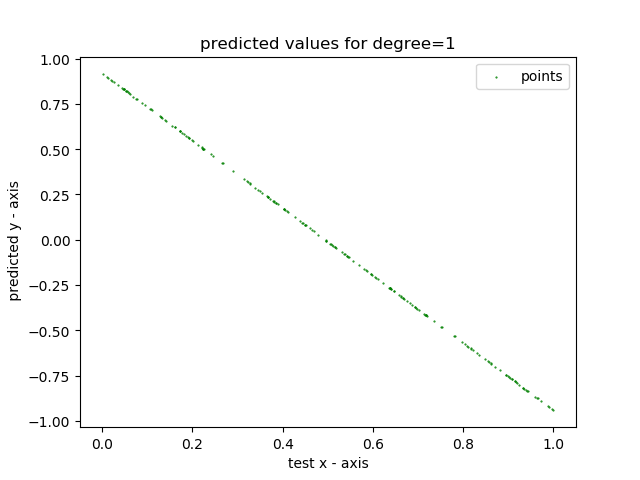 predicted values for degree=1
points
1.00
0.75
0.50
0.25
0.00
−0.25
−0.50
−0.75
−1.00
predicted y - axis
0.0 0.2 0.4 0.6 0.8 1.0
test x - axis